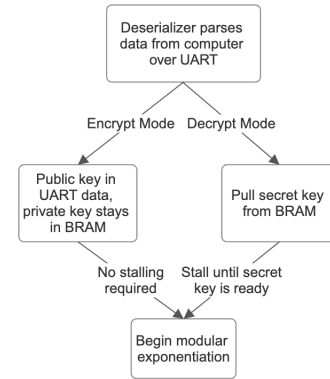 Deserializer parses
data from computer
over UART
Encrypt Mode
Decrypt Mode
Public key in
UART data,
private key stays
in BRAM
Pull secret key
from BRAM
No stalling
required
Stall until secret
key is ready
Begin modular
exponentiation